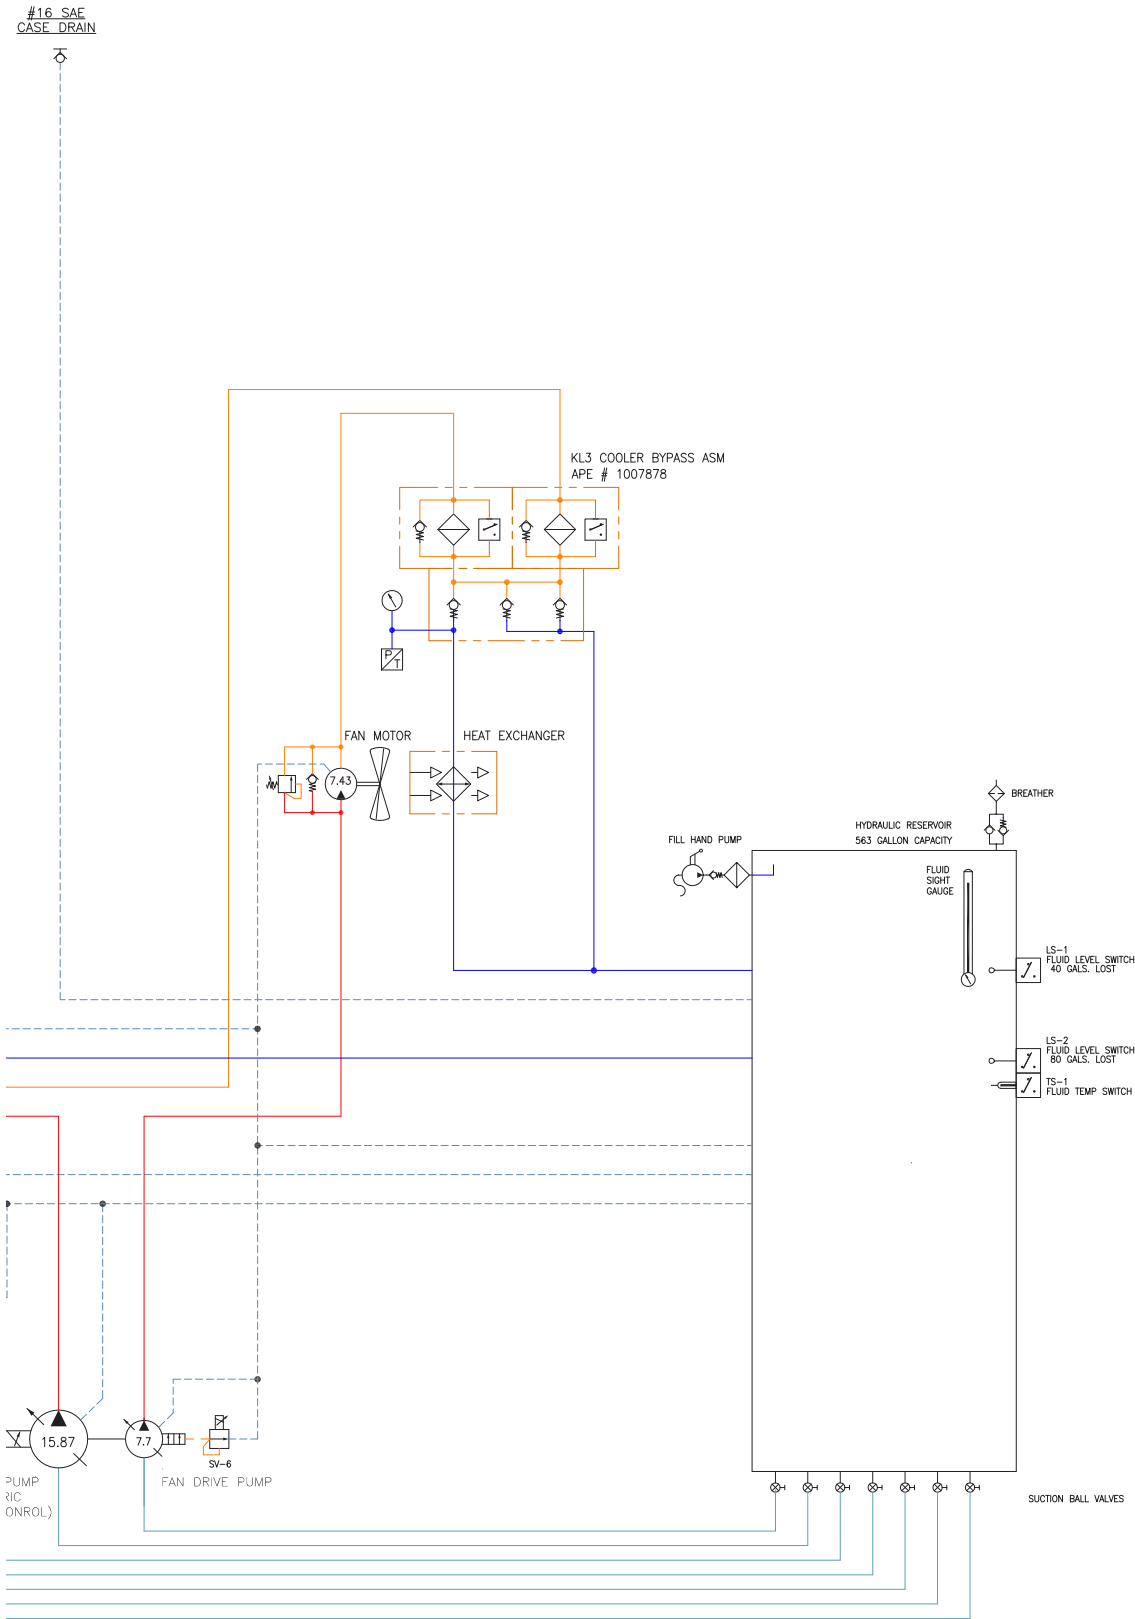 #16 SAE
CASE DRAIN
KL3 COOLER BYPASS ASM
APE # 1007878
P
T
FAN MOTOR
HEAT EXCHANGER
7.43
BREATHER
HYDRAULIC RESERVOIR
563 GALLON CAPACITY
FILL HAND PUMP
FLUID
SIGHT
GAUGE
LS-1
FLUID LEVEL SWITCH
40 GALS. LOST
LS-2
FLUID LEVEL SWITCH
80 GALS. LOST
TS-1
FLUID TEMP SWITCH
15.87
7.7
SV-6
PUMP
RIC
ONROL)
FAN DRIVE PUMP
SUCTION BALL VALVES